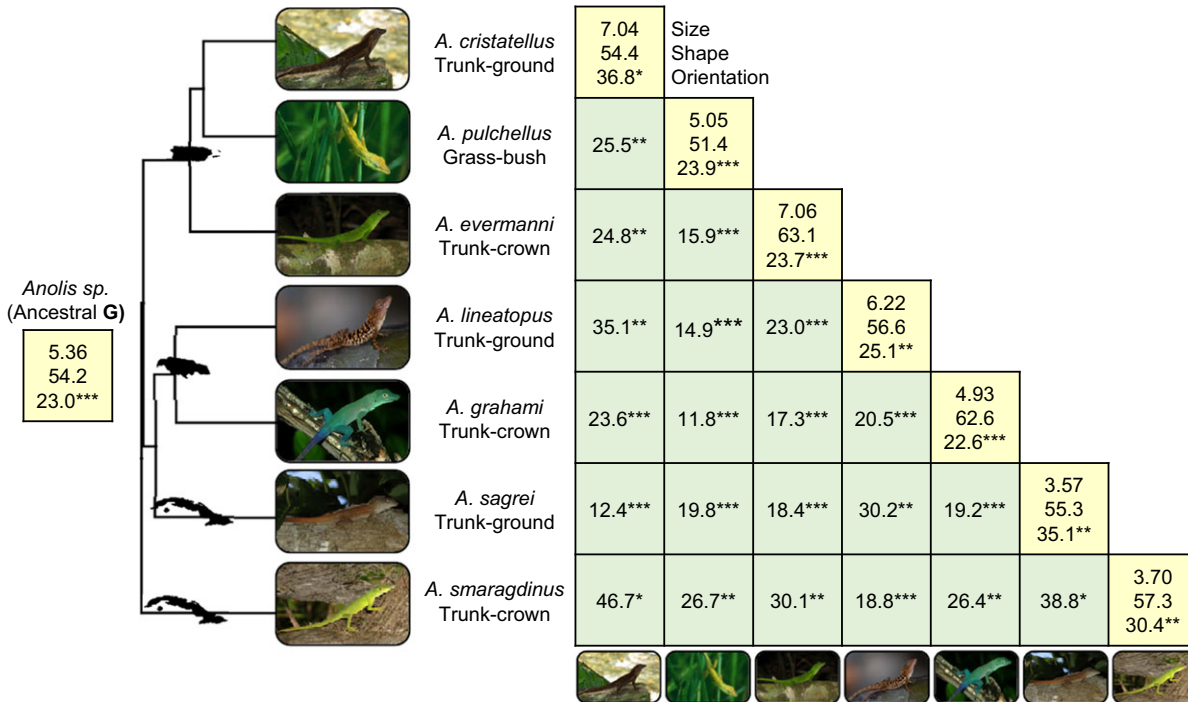 7.04 Size
54.4 Shape
36.8* Orientation
A. cristatellus
Trunk-ground
A. pulchellus
Grass-bush
25.5**
5.05
51.4
23.9***
A. evermanni
Trunk-crown
24.8** 15.9***
7.06
63.1
23.7***
Anolis sp.
(Ancestral G)
5.36
54.2
23.0***
A. lineatopus
Trunk-ground
35.1** 14.9*** 23.0***
6.22
56.6
25.1**
A. grahami
Trunk-crown
23.6*** 11.8*** 17.3*** 20.5***
4.93
62.6
22.6***
A. sagrei
Trunk-ground
12.4*** 19.8*** 18.4*** 30.2** 19.2***
3.57
55.3
35.1**
A. smaragdinus
Trunk-crown
46.7* 26.7** 30.1** 18.8*** 26.4** 38.8*
3.70
57.3
30.4**